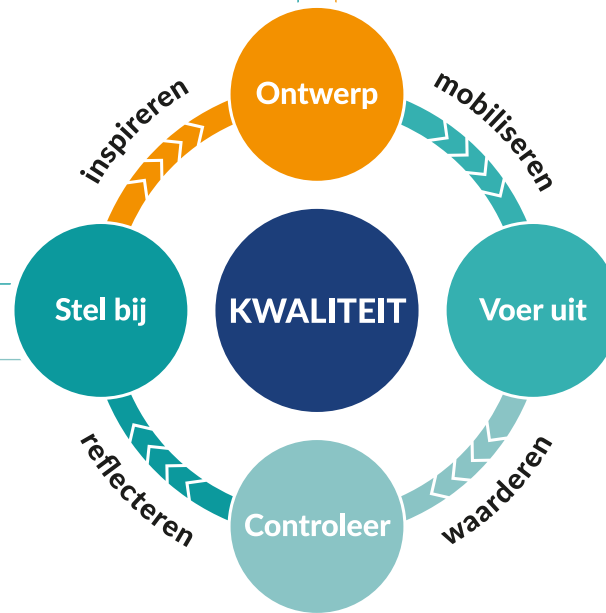 inspireren
Ontwerp
mobiliseren
Stel bij
KWALITEIT
Voer uit
reflecteren
Controleer
waarderen